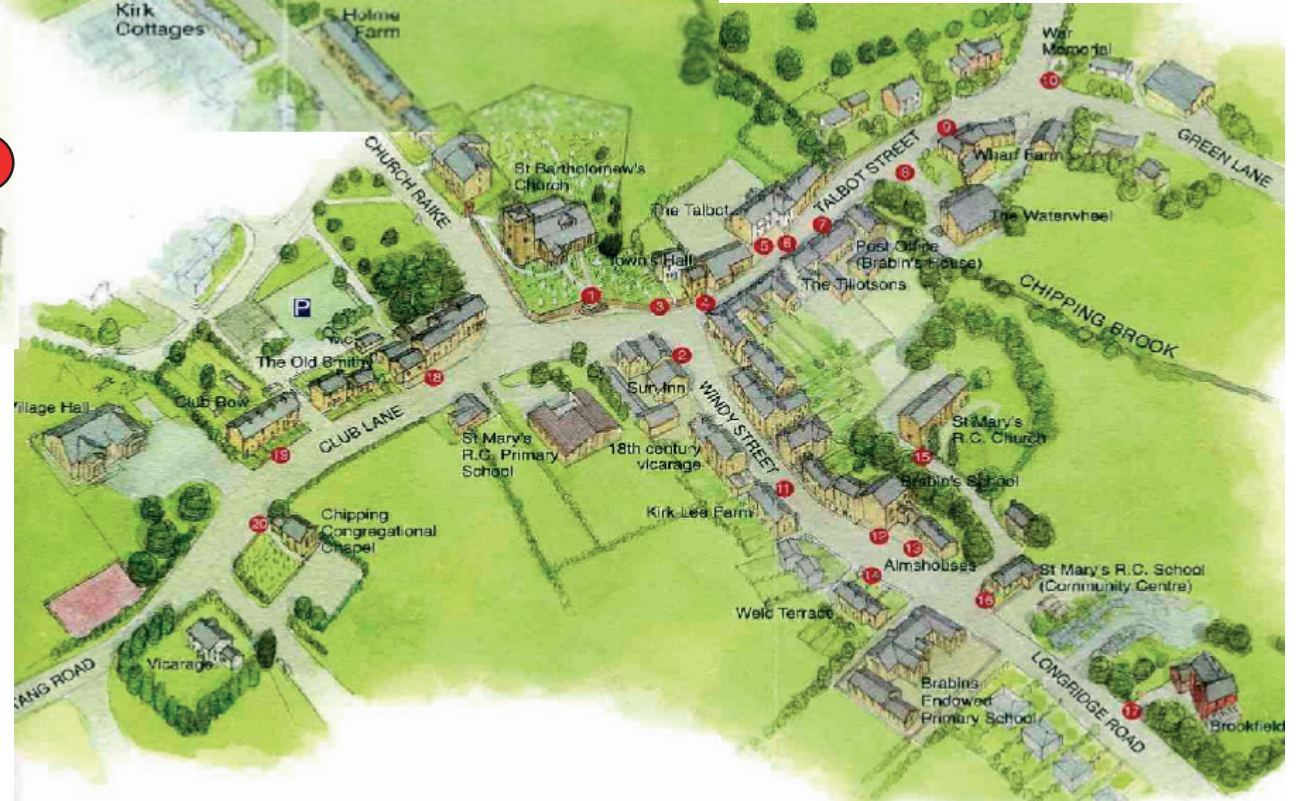 Kirk
Cottages
Holme
Farm
War
Memorial
10
CHURCH RAIKE
St Bartholomew's
Church
The Talbot
TALBOT STREET
9
Wharf Farm
GREEN LANE
8
The Waterwheel
7
5
6
Post Office
(Brabin's House)
Town's Hall
The Tillotsons
CHIPPING BROOK
1
3
4
P
W.C.
The Old Smithy
18
2
Sun Inn
WINDY STREET
Village Hall
Club Row
CLUB LANE
19
St Mary's
R.C. Primary
School
18th century
vicarage
St Mary's
R.C. Church
15
Brabin's School
11
Kirk Lee Farm
20
Chipping
Congregational
Chapel
12
13
Almshouses
14
Weld Terrace
St Mary's R.C. School
(Community Centre)
16
Vicarage
TANG ROAD
Brabins
Endowed
Primary School
LONGRIDGE ROAD
17
Brookfield